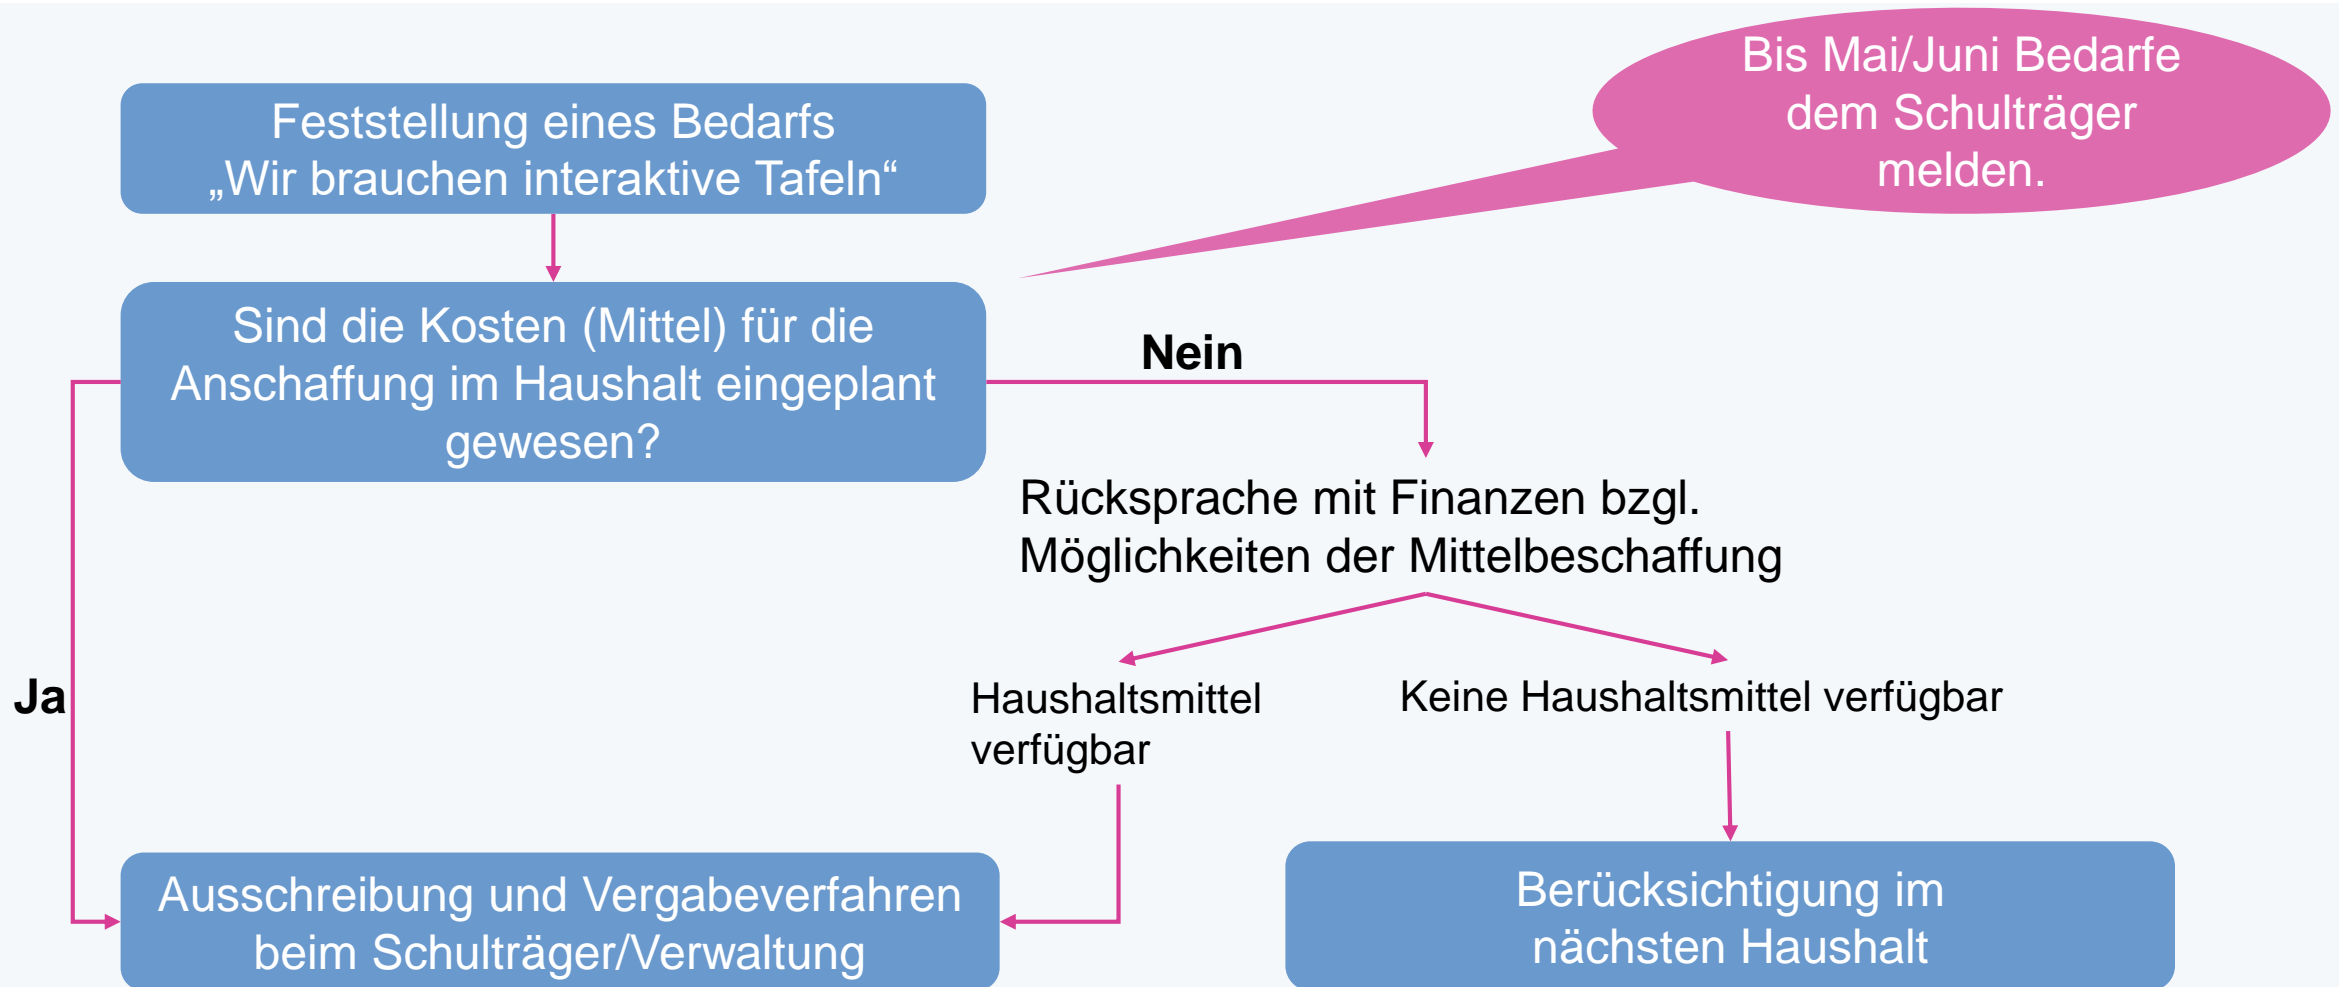 Bis Mai/Juni Bedarfe
dem Schulträger
melden.
Feststellung eines Bedarfs
„Wir brauchen interaktive Tafeln“
Sind die Kosten (Mittel) für die
Anschaffung im Haushalt eingeplant
gewesen?
Nein
Rücksprache mit Finanzen bzgl.
Möglichkeiten der Mittelbeschaffung
Ja
Haushaltsmittel
verfügbar
Keine Haushaltsmittel verfügbar
Ausschreibung und Vergabeverfahren
beim Schulträger/Verwaltung
Berücksichtigung im
nächsten Haushalt